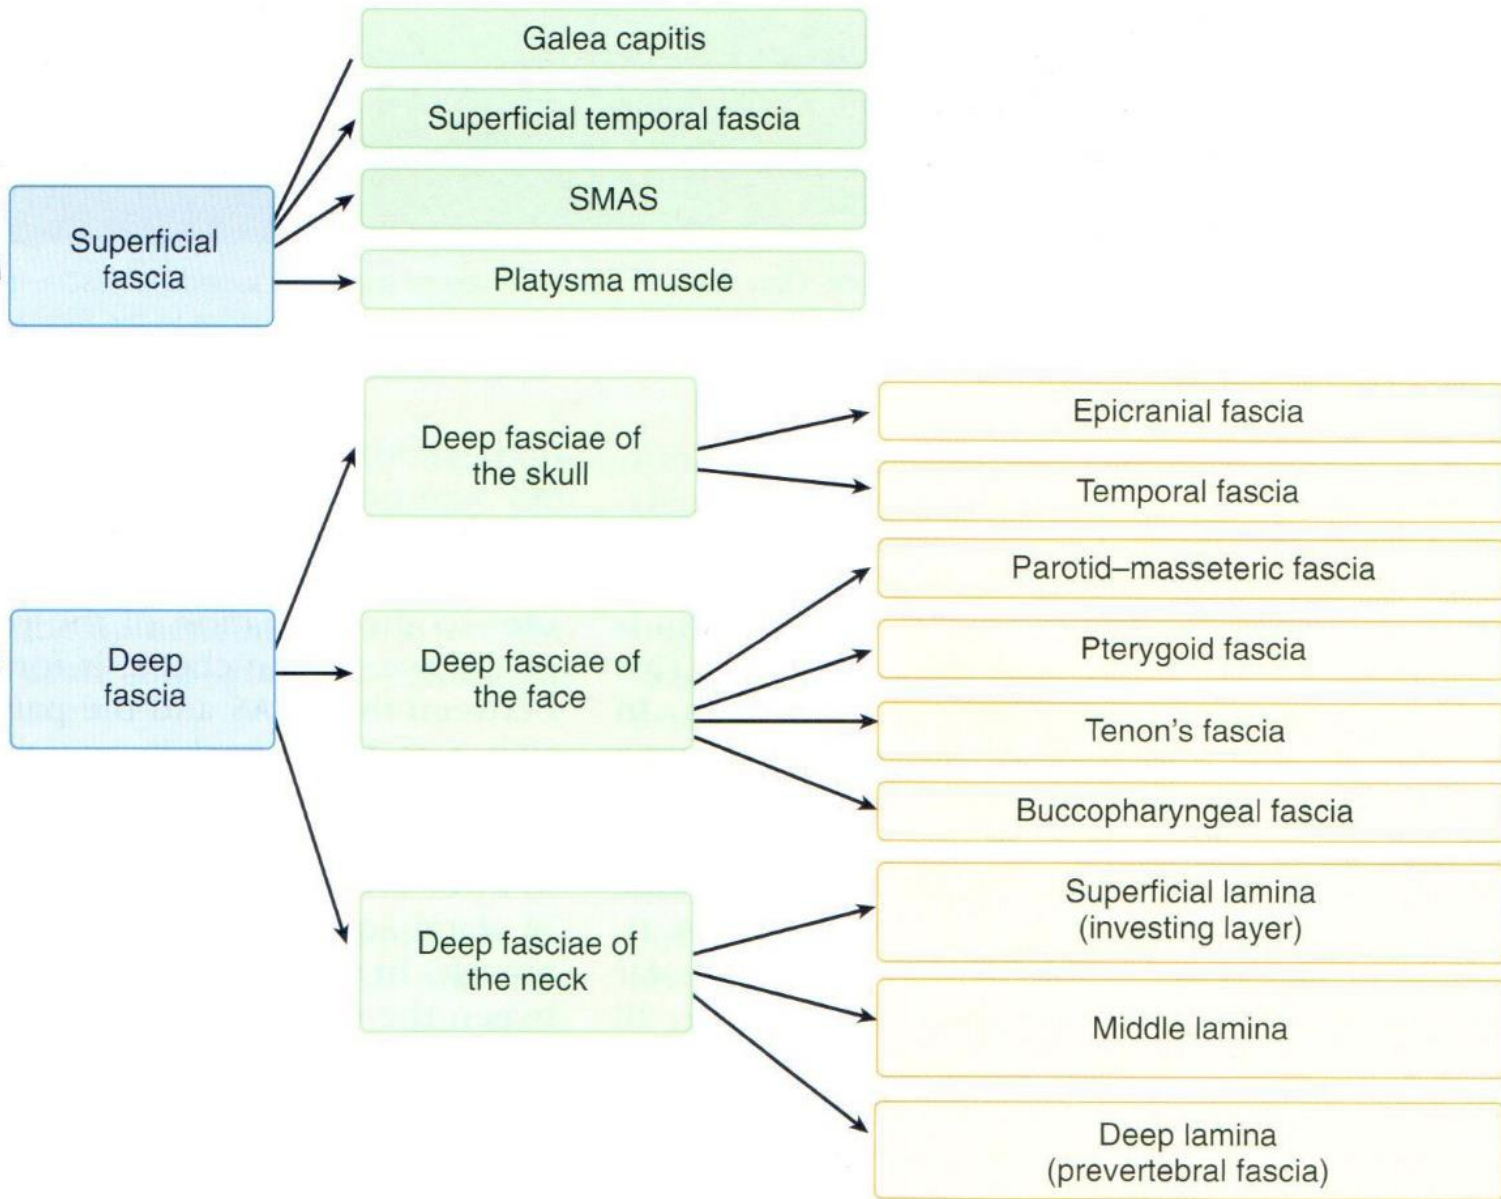 Galea capitis
Superficial temporal fascia
SMAS
Platysma muscle
Superficial
fascia
Deep fasciae of
the skull
Epicranial fascia
Temporal fascia
Parotid–masseteric fascia
Deep
fascia
Deep fasciae of
the face
Pterygoid fascia
Tenon's fascia
Buccopharyngeal fascia
Deep fasciae of
the neck
Superficial lamina
(investing layer)
Middle lamina
Deep lamina
(prevertebral fascia)